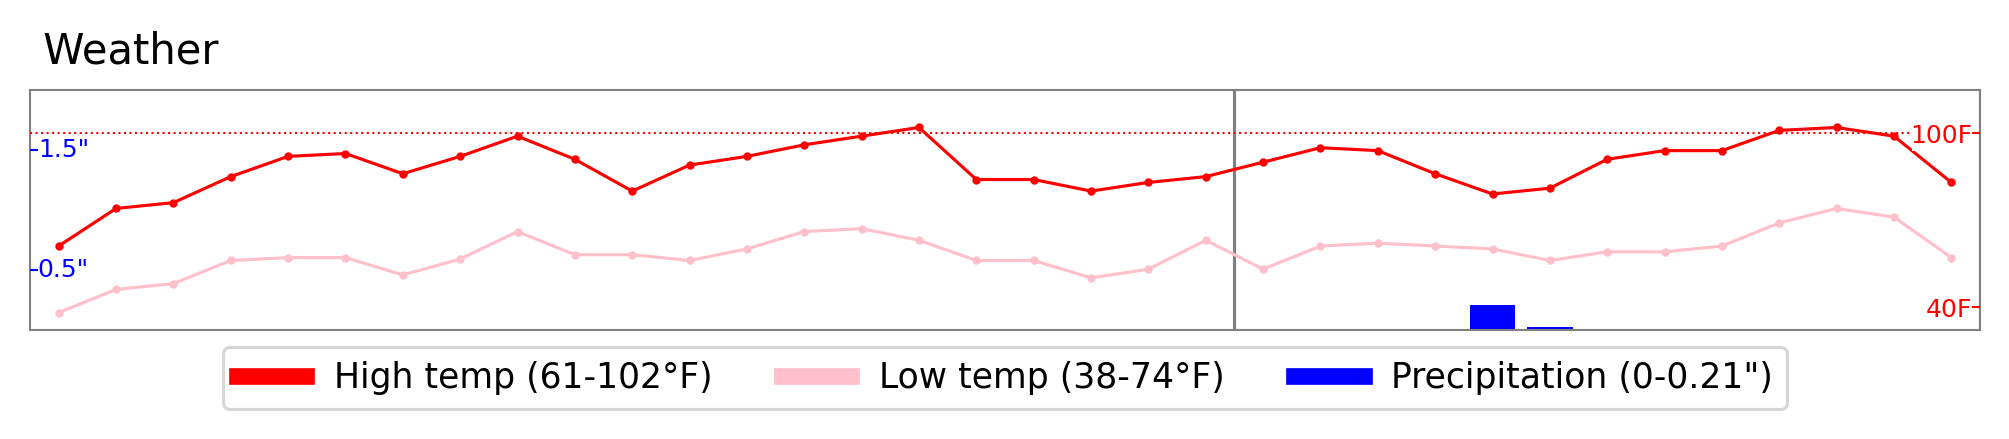 Weather
1.5"
100F
0.5"
40F
High temp (61-102°F) Low temp (38-74°F) Precipitation (0-0.21")